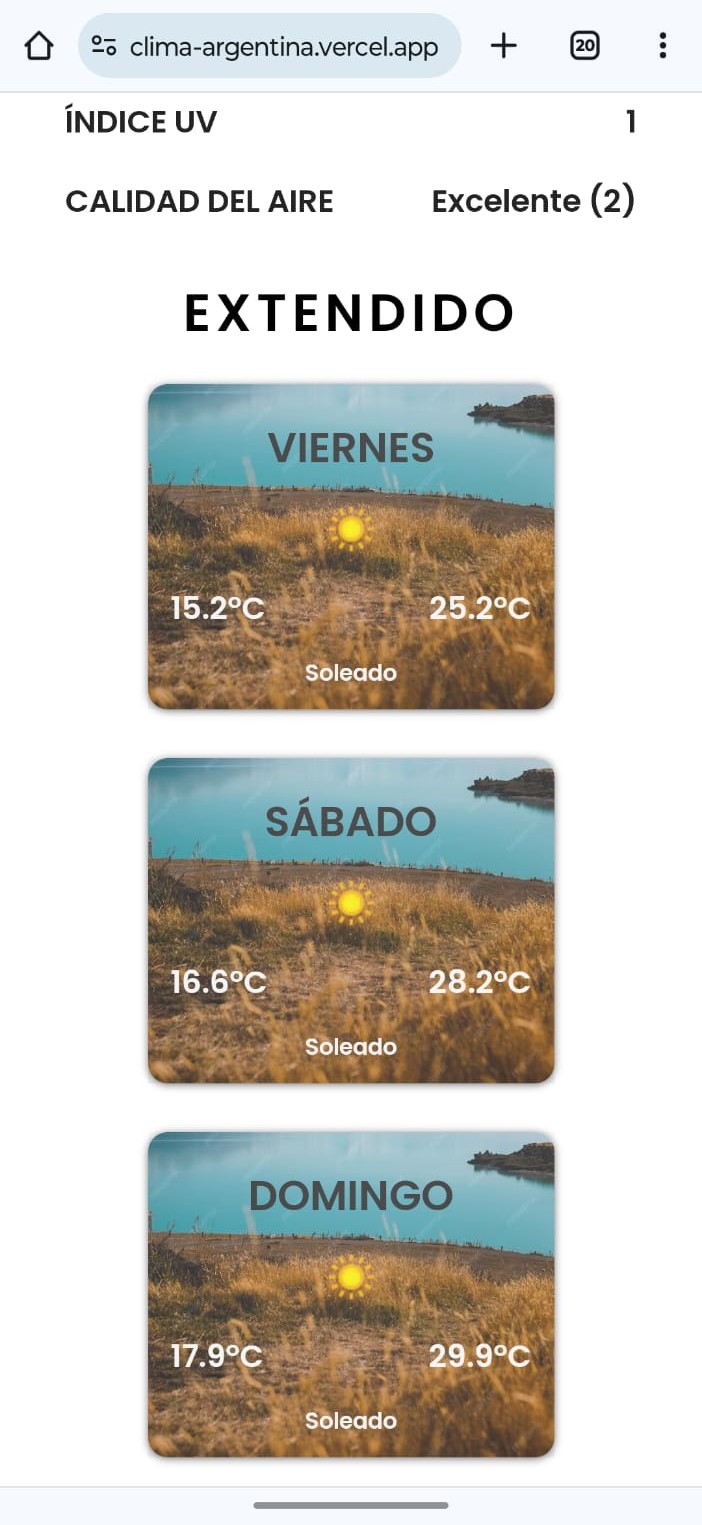 clima-argentina.vercel.app 20
ÍNDICE UV 1
CALIDAD DEL AIRE Excelente (2)
EXTENDIDO
VIERNES
15.2°C 25.2°C
Soleado
SÁBADO
16.6°C 28.2°C
Soleado
DOMINGO
17.9°C 29.9°C
Soleado